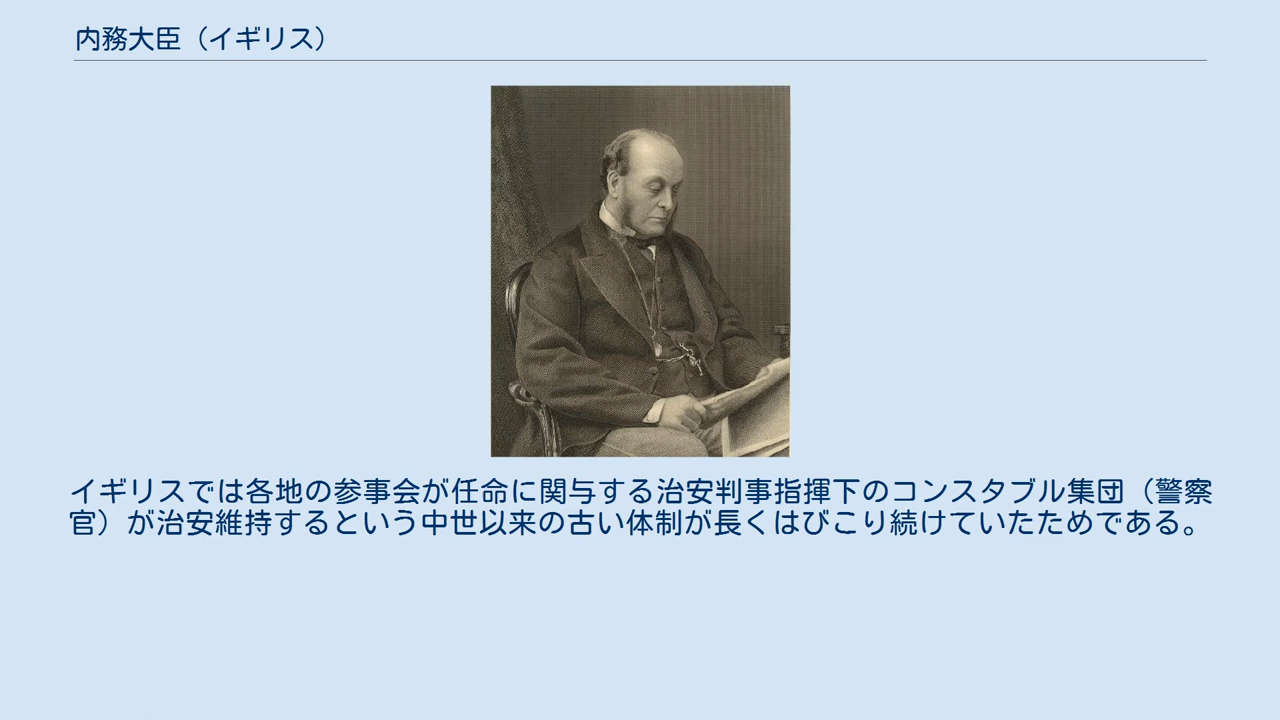 内務大臣（イギリス）
イギリスでは各地の参事会が任命に関与する治安判事指揮下のコンスタブル集団（警察
官）が治安維持するという中世以来の古い体制が長くはびこり続けていたためである。